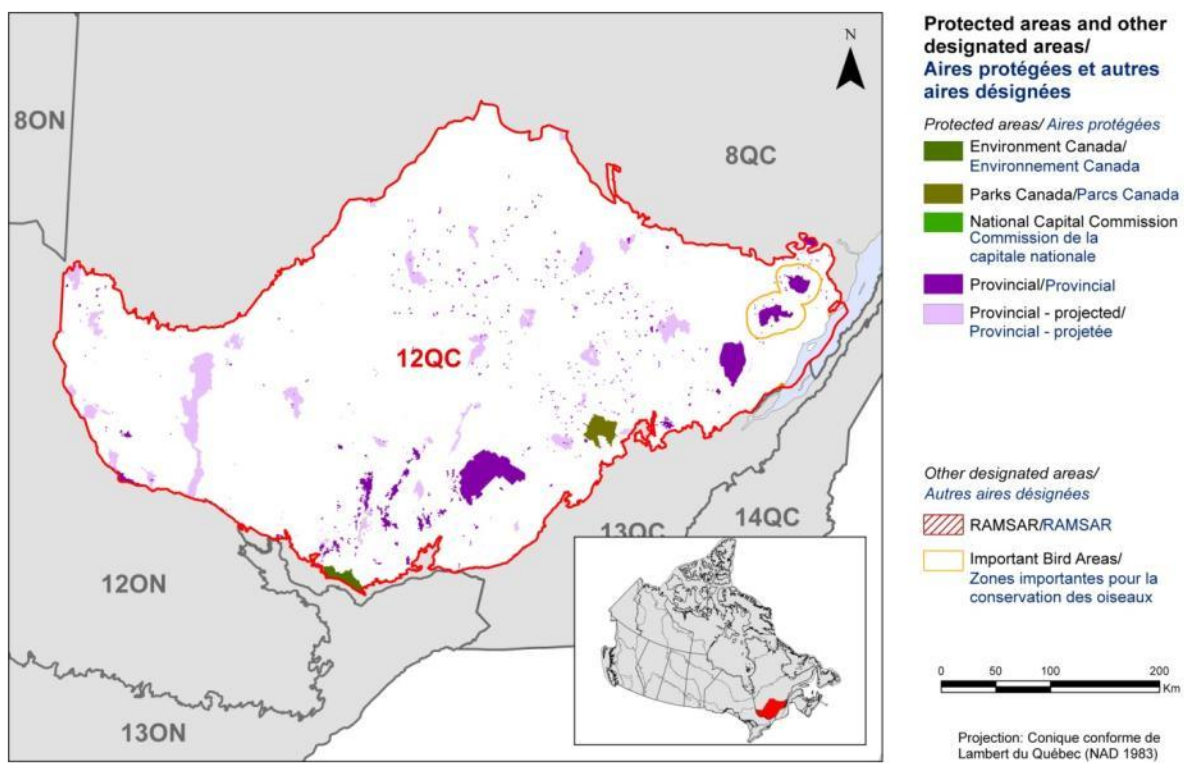 N
8ON
8QC
12QC
12ON
13QC
14QC
13ON
Protected areas and other
designated areas/
Aires protégées et autres
aires désignées
Protected areas/ Aires protégées
Environment Canada/
Environnement Canada
Parks Canada/Parcs Canada
National Capital Commission
Commission de la
capitale nationale
Provincial/Provincial
Provincial - projected/
Provincial - projetée
Other designated areas/
Autres aires désignées
RAMSAR/RAMSAR
Important Bird Areas/
Zones importantes pour la
conservation des oiseaux
0 50 100 200
Km
Projection: Conique conforme de
Lambert du Québec (NAD 1983)